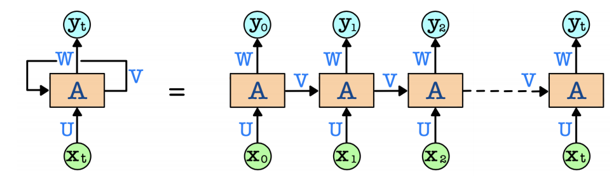 yt y0 y1 y2 yt
W W W W W
V V V V
A = A A A A
U U U U U
xt x0 x1 x2 xt